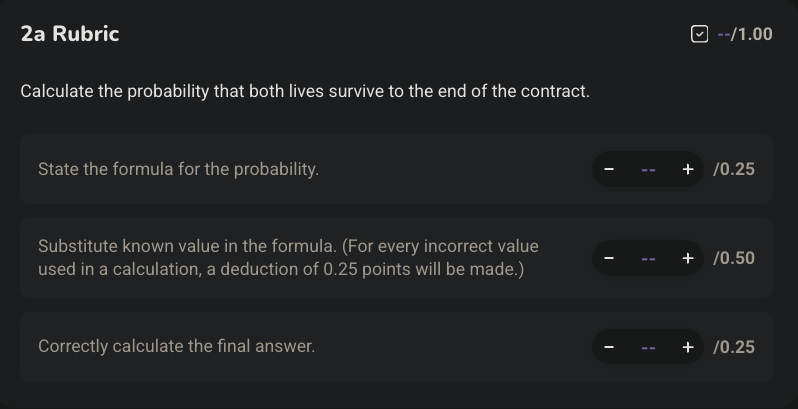 2a Rubric
--/1.00
Calculate the probability that both lives survive to the end of the contract.
State the formula for the probability.
− -- + /0.25
Substitute known value in the formula. (For every incorrect value
used in a calculation, a deduction of 0.25 points will be made.)
− -- + /0.50
Correctly calculate the final answer.
− -- + /0.25